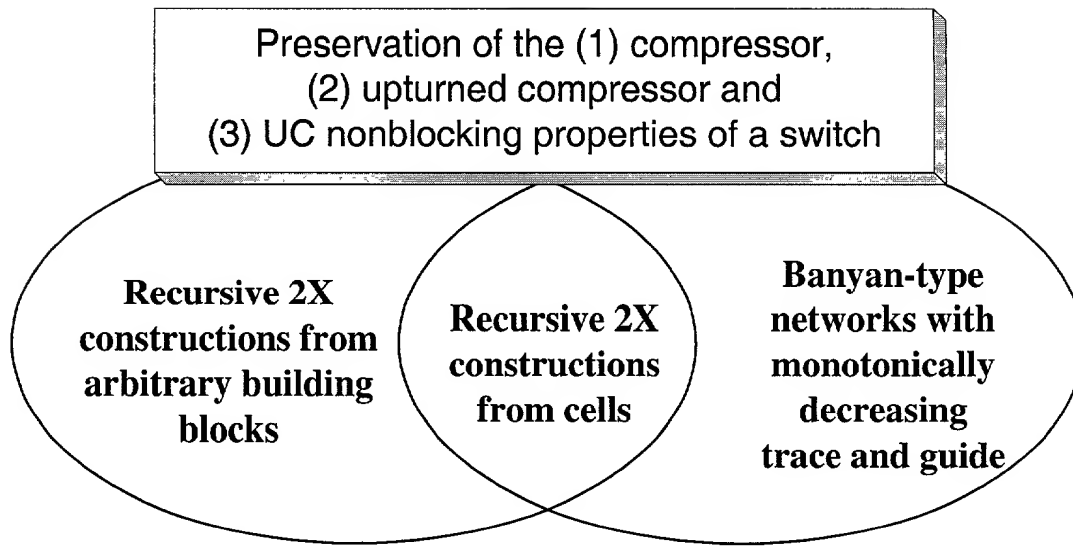 Preservation of the (1) compressor,
(2) upturned compressor and
(3) UC nonblocking properties of a switch
Recursive 2X
constructions from
arbitrary building
blocks
Recursive 2X
constructions
from cells
Banyan-type
networks with
monotonically
decreasing
trace and guide